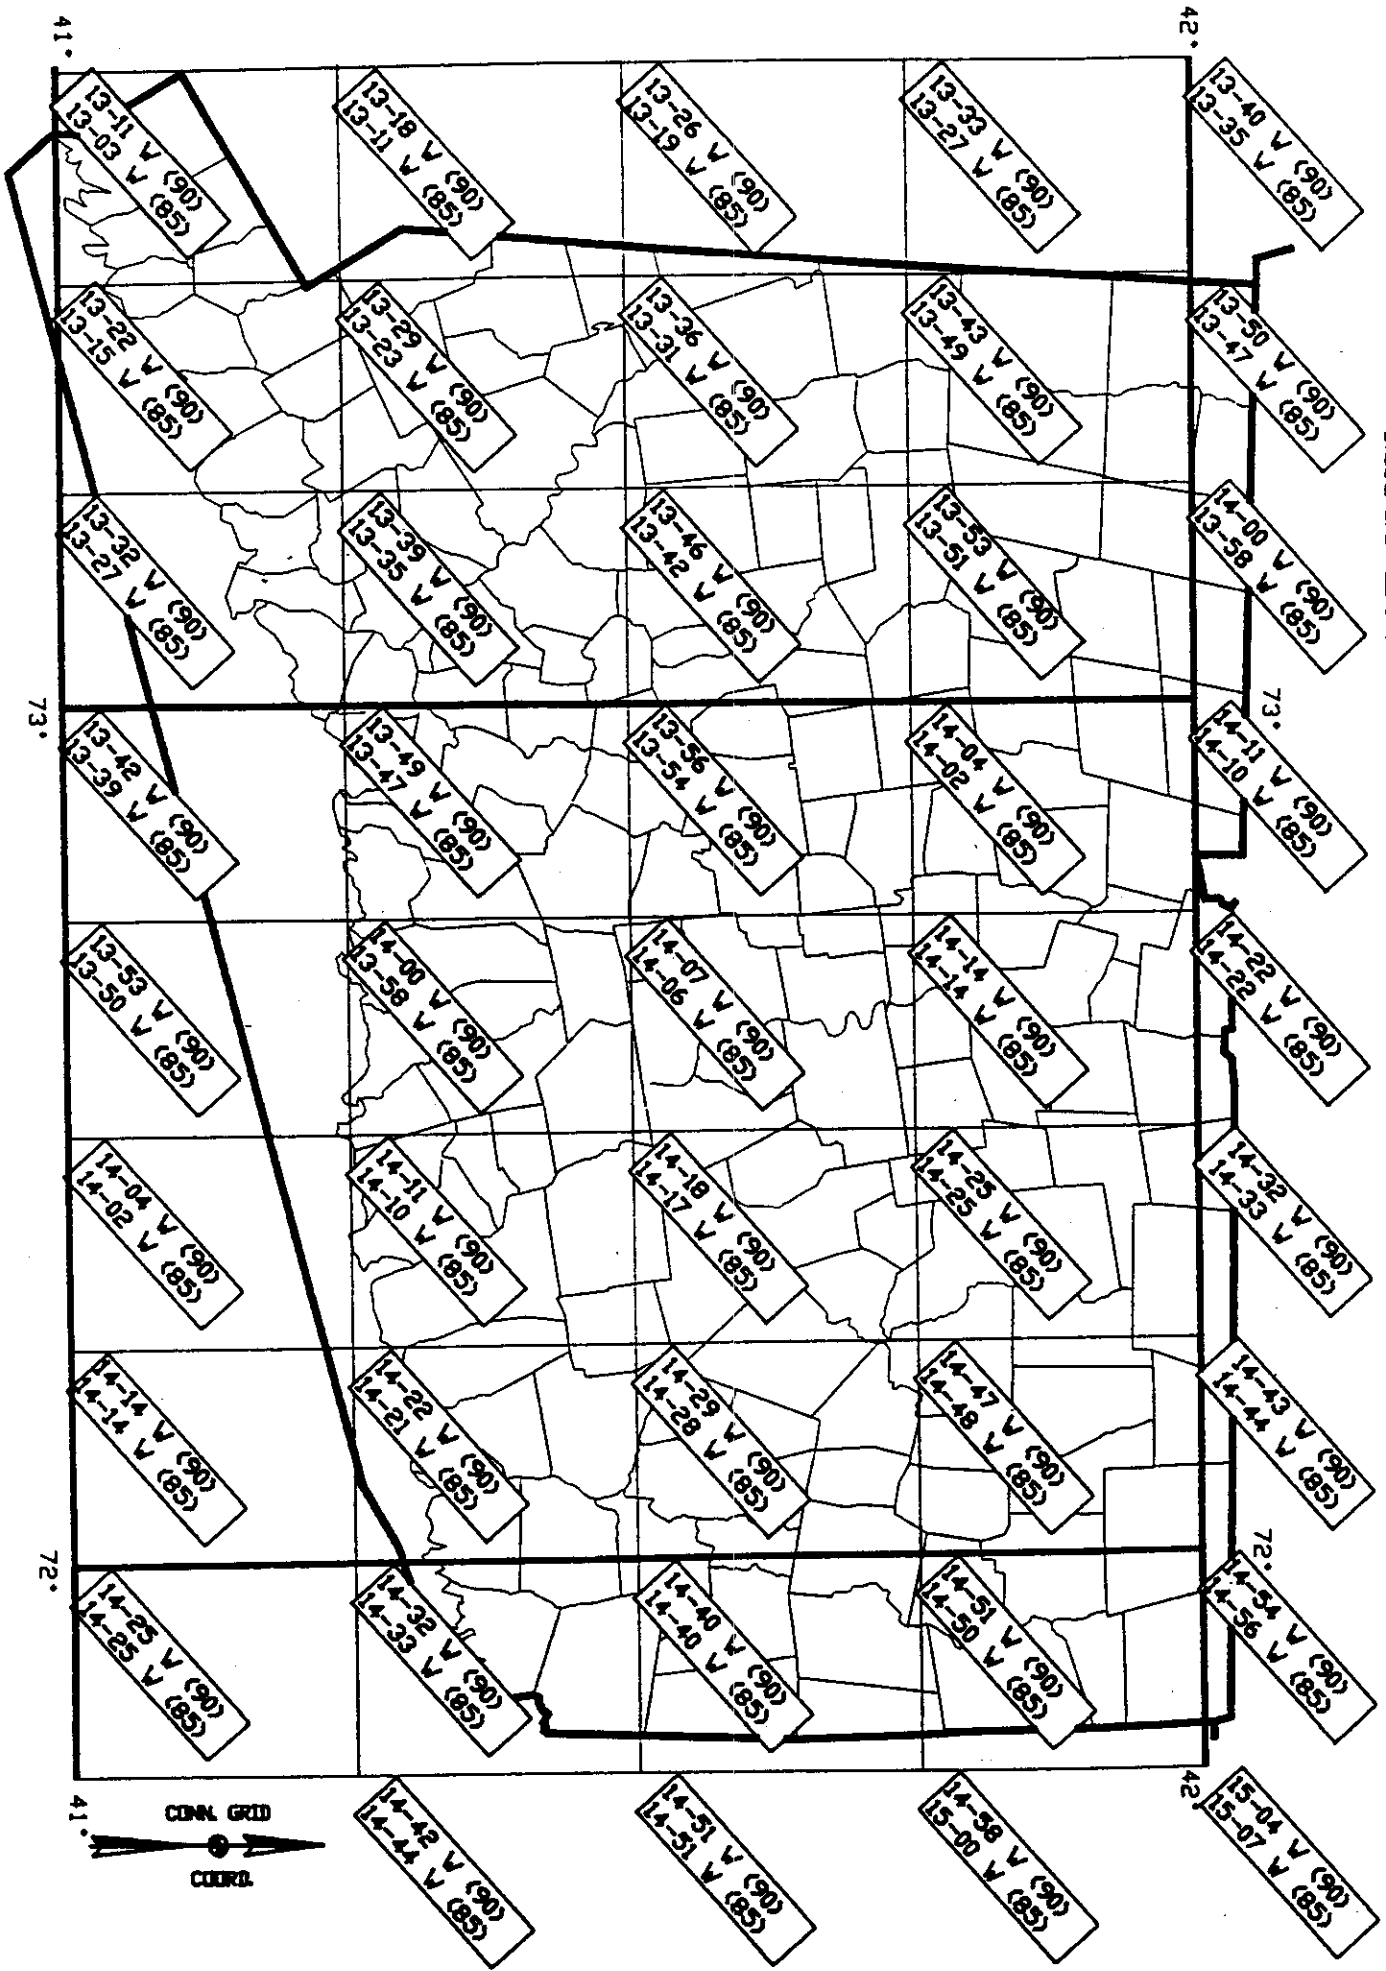 41°
42°
13-11 W (90)
13-03 W (85)
13-18 W (90)
13-11 W (85)
13-26 W (90)
13-19 W (85)
13-33 W (90)
13-27 W (85)
13-40 W (90)
13-35 W (85)
13-22 W (90)
13-15 W (85)
13-29 W (90)
13-23 W (85)
13-36 W (90)
13-31 W (85)
13-43 W (90)
13-49 W (85)
13-50 W (90)
13-47 W (85)
13-32 W (90)
13-27 W (85)
13-39 W (90)
13-35 W (85)
13-46 W (90)
13-42 W (85)
13-53 W (90)
13-51 W (85)
14-00 W (90)
13-58 W (85)
73°
73°
13-42 W (90)
13-39 W (85)
13-49 W (90)
13-47 W (85)
13-56 W (90)
13-54 W (85)
14-04 W (90)
14-02 W (85)
14-11 W (90)
14-10 W (85)
13-53 W (90)
13-50 W (85)
14-00 W (90)
13-58 W (85)
14-07 W (90)
14-06 W (85)
14-14 W (90)
14-14 W (85)
14-22 W (90)
14-22 W (85)
14-04 W (90)
14-02 W (85)
14-11 W (90)
14-10 W (85)
14-18 W (90)
14-17 W (85)
14-25 W (90)
14-25 W (85)
14-32 W (90)
14-33 W (85)
14-14 W (90)
14-14 W (85)
14-22 W (90)
14-21 W (85)
14-29 W (90)
14-28 W (85)
14-47 W (90)
14-48 W (85)
14-43 W (90)
14-44 W (85)
72°
72°
14-25 W (90)
14-25 W (85)
14-32 W (90)
14-33 W (85)
14-40 W (90)
14-40 W (85)
14-51 W (90)
14-50 W (85)
14-54 W (90)
14-56 W (85)
41°
42°
CONN. GRID
COORD.
14-42 W (90)
14-44 W (85)
14-51 W (90)
14-51 W (85)
14-58 W (90)
15-00 W (85)
15-04 W (90)
15-07 W (85)